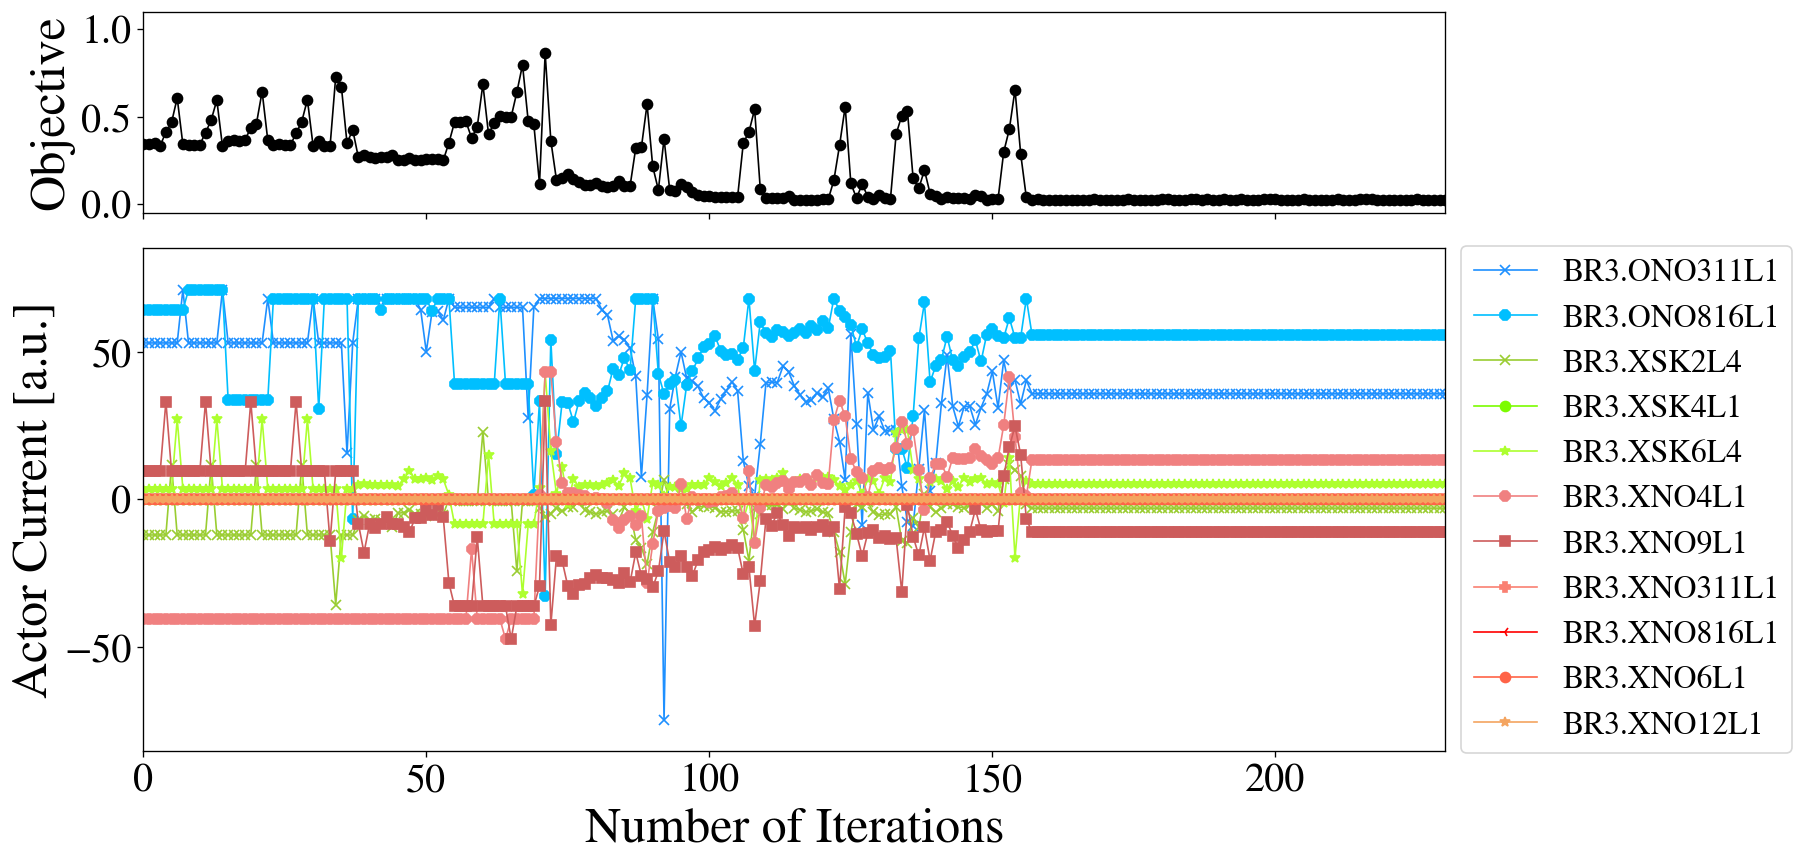 Objective
1.0
0.5
0.0
Actor Current [a.u.]
50
0
−50
0
50
100
150
200
Number of Iterations
BR3.ONO311L1
BR3.ONO816L1
BR3.XSK2L4
BR3.XSK4L1
BR3.XSK6L4
BR3.XNO4L1
BR3.XNO9L1
BR3.XNO311L1
BR3.XNO816L1
BR3.XNO6L1
BR3.XNO12L1